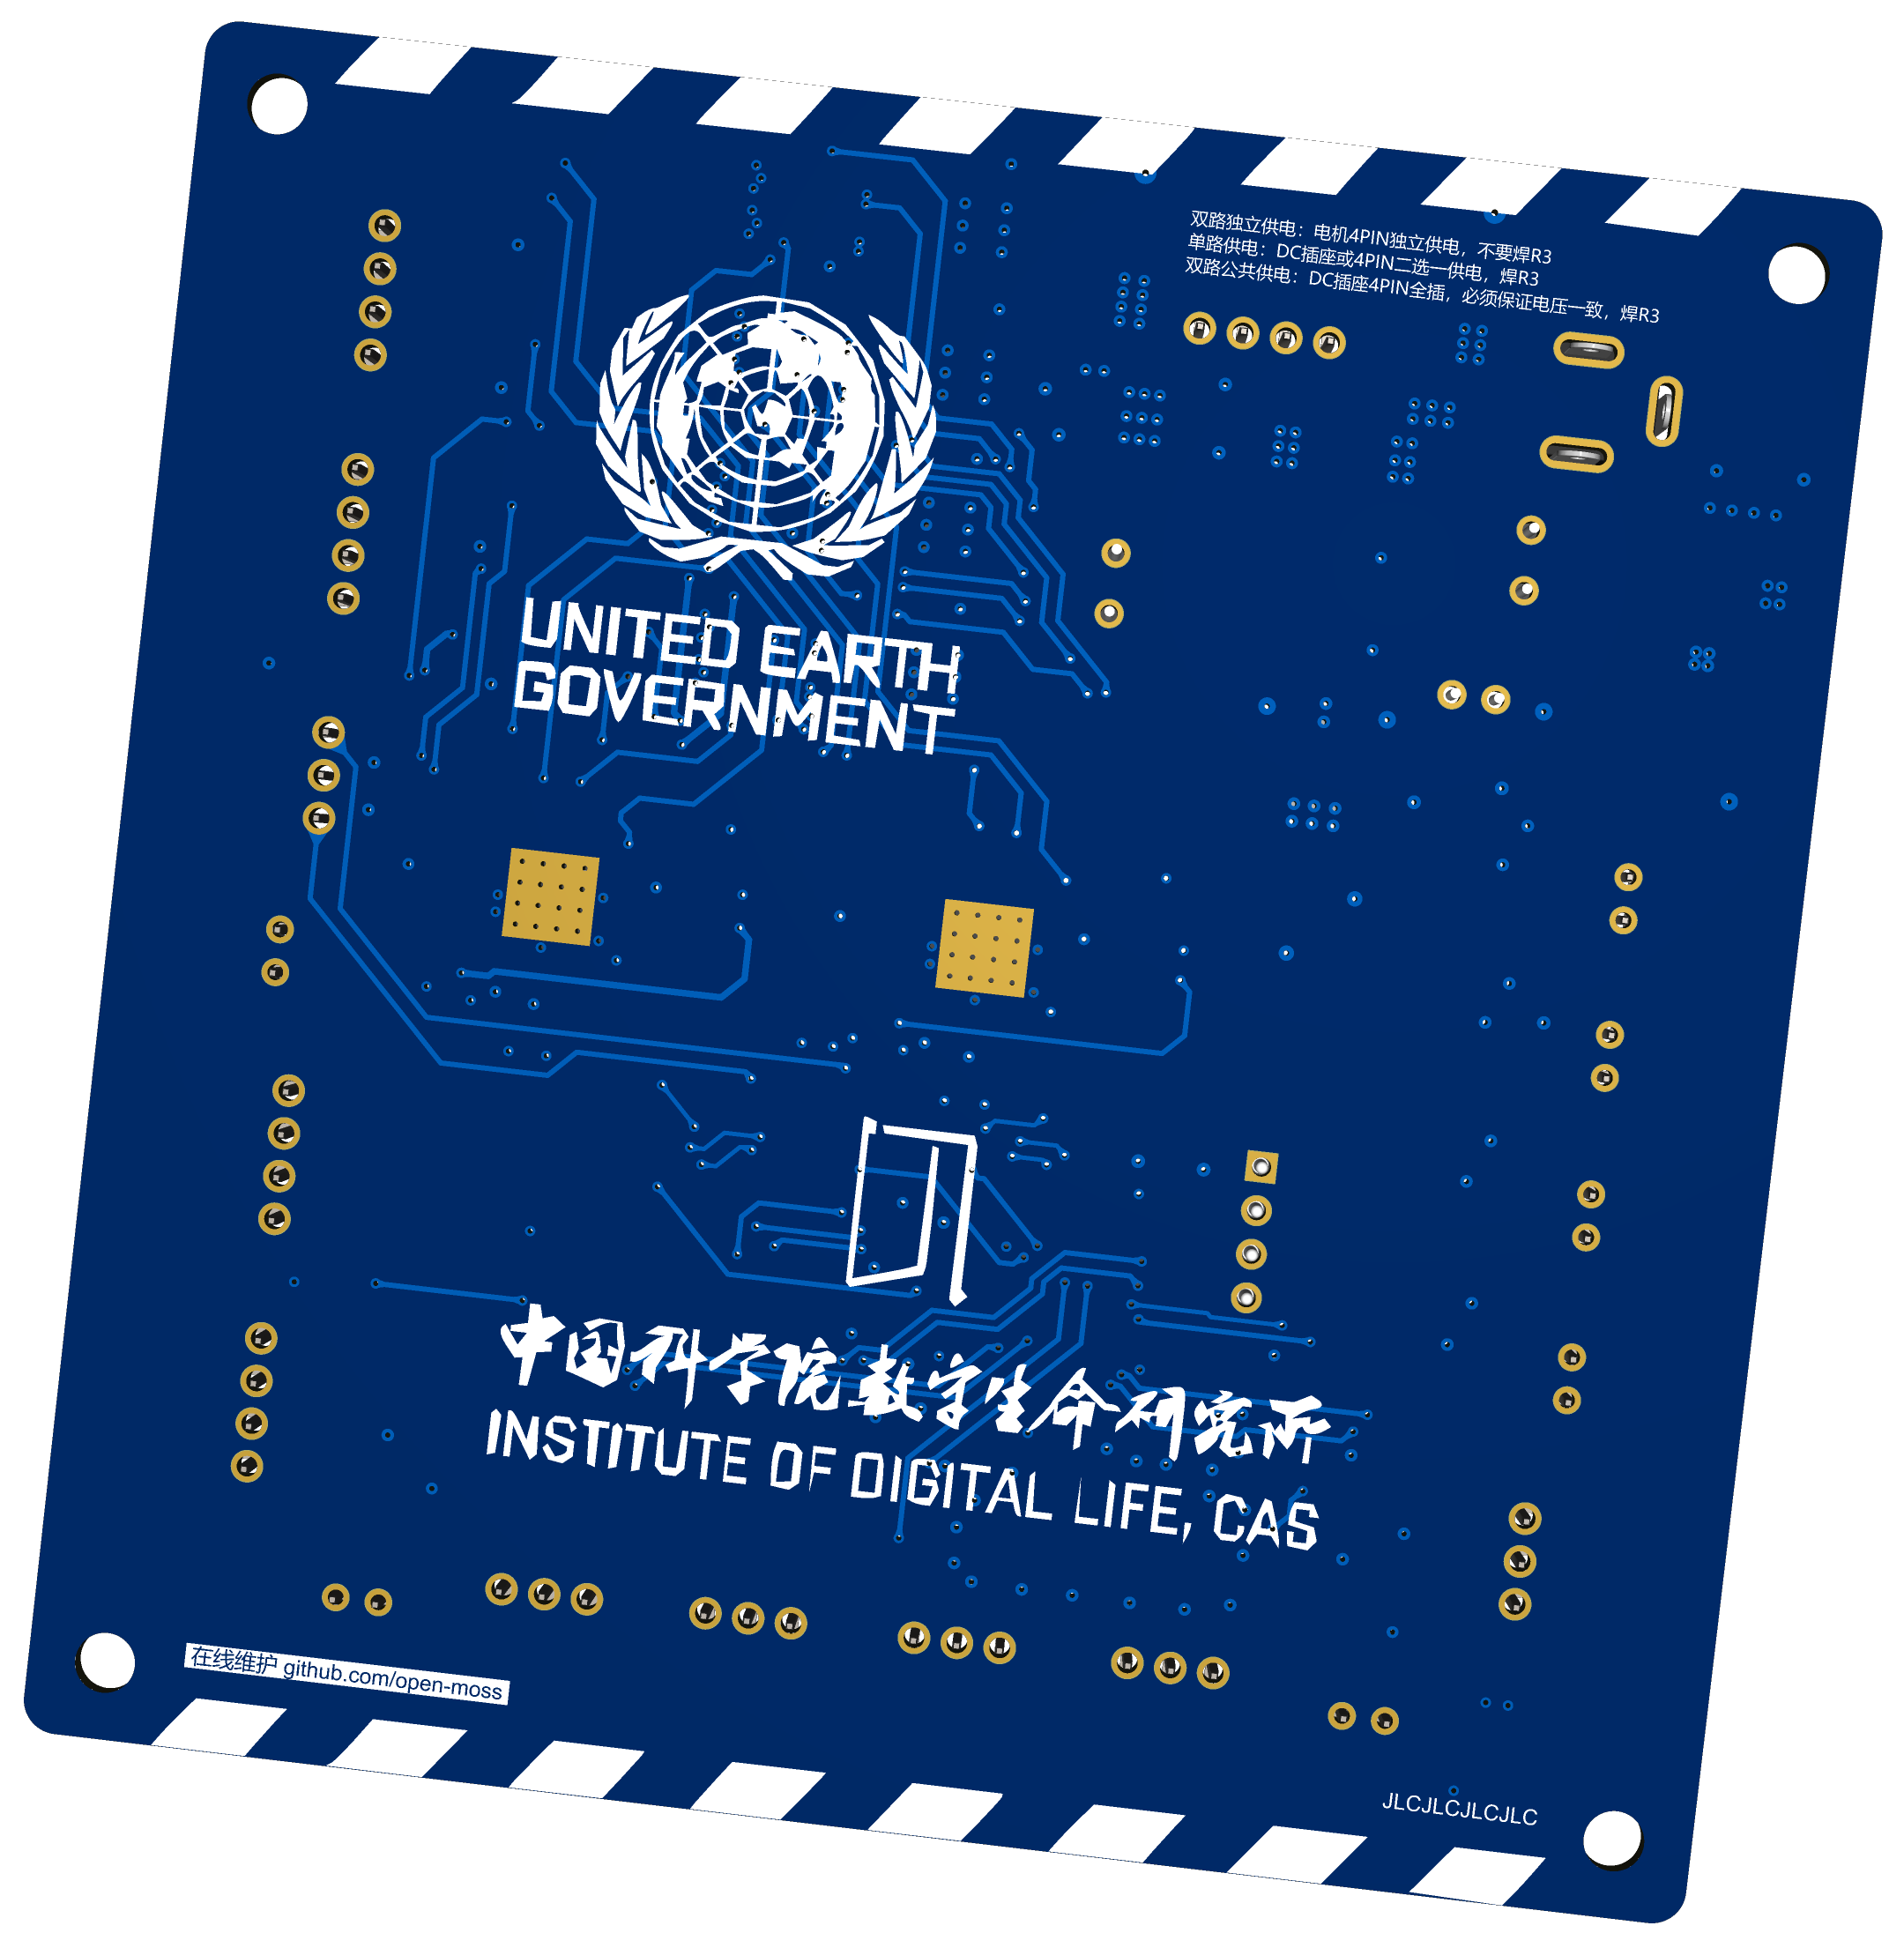 双路独立供电：电机4PIN独立供电，不要焊R3
单路供电：DC插座或4PIN二选一供电，焊R3
双路公共供电：DC插座4PIN全插，必须保证电压一致，焊R3
UNITED EARTH
GOVERNMENT
中国科学院数字生命研究所
INSTITUTE OF DIGITAL LIFE, CAS
在线维护 github.com/open-moss
JLCJLCJLCJLC